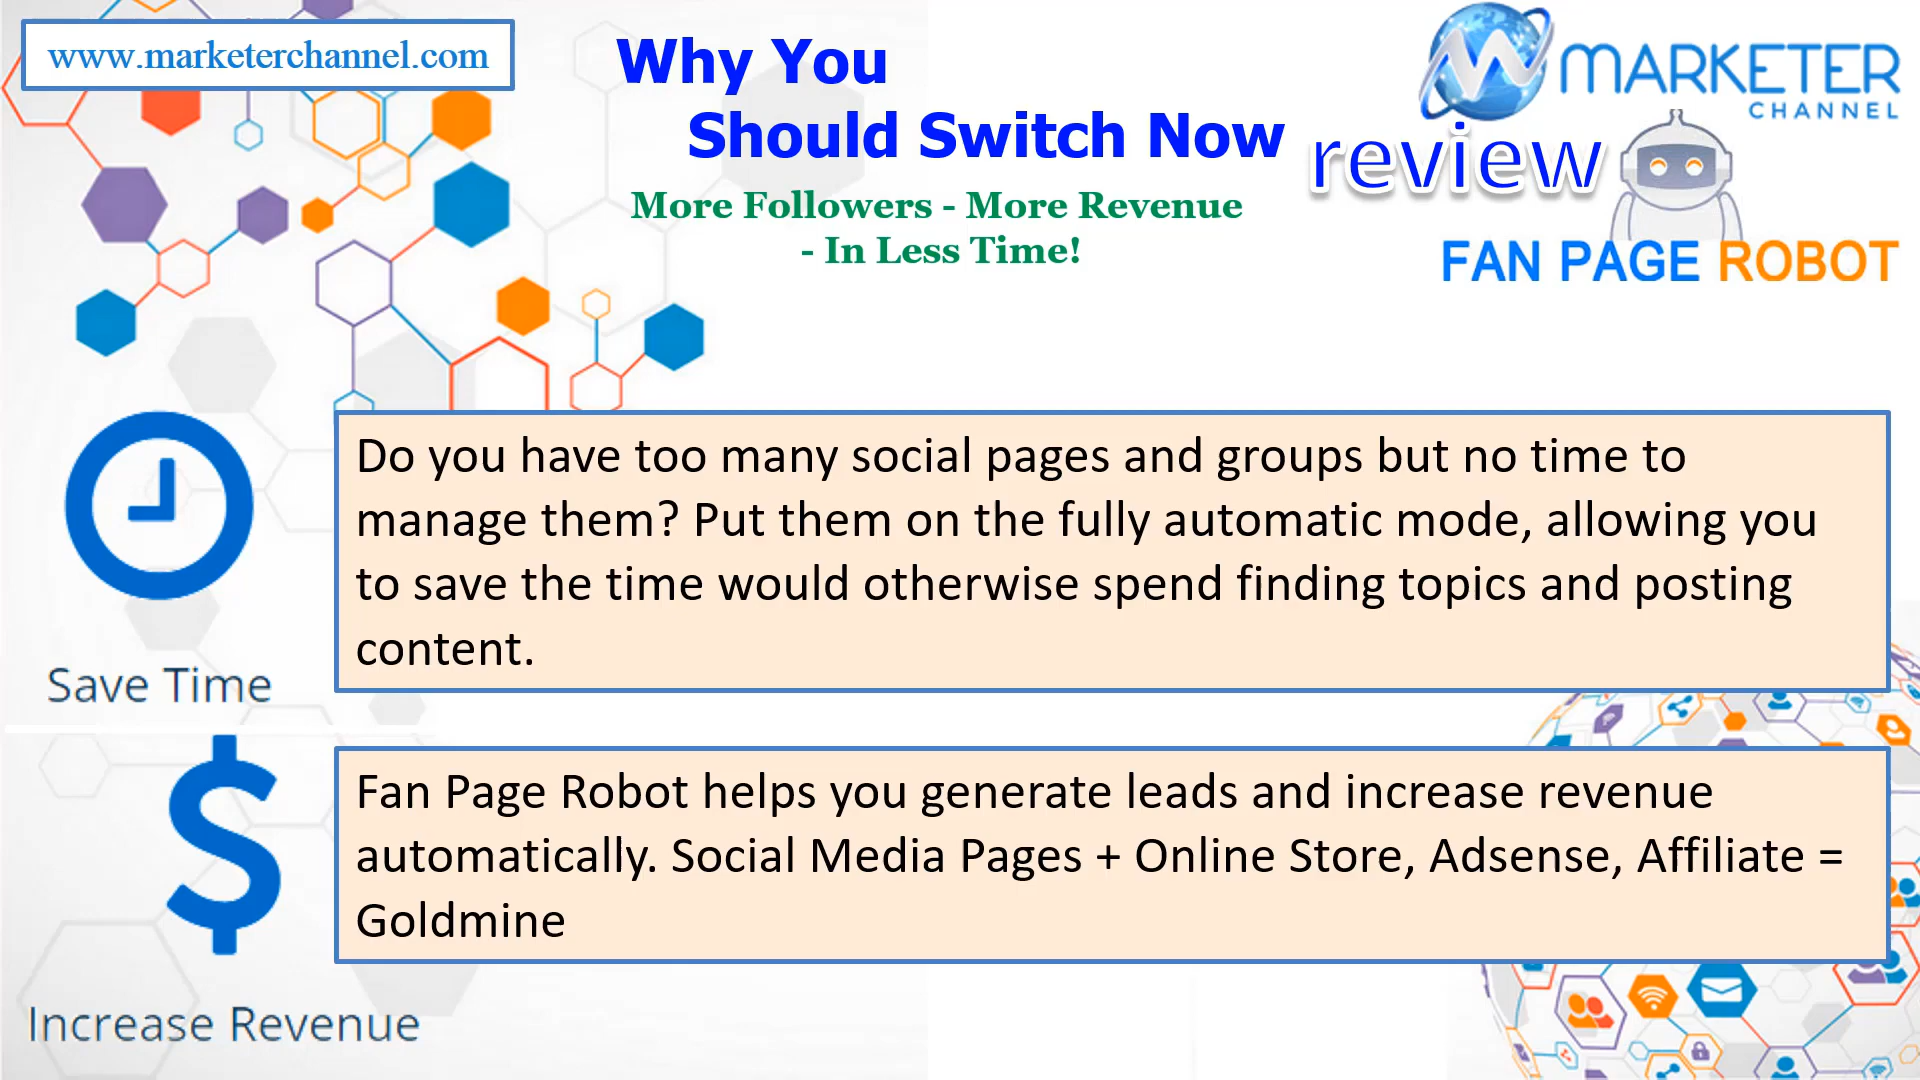 www.marketerchannel.com
Why You
Should Switch Now
More Followers - More Revenue
- In Less Time!
MARKETER
CHANNEL
review
FAN PAGE ROBOT
Do you have too many social pages and groups but no time to
manage them? Put them on the fully automatic mode, allowing you
to save the time would otherwise spend finding topics and posting
content.
Save Time
Fan Page Robot helps you generate leads and increase revenue
automatically. Social Media Pages + Online Store, Adsense, Affiliate =
Goldmine
Increase Revenue